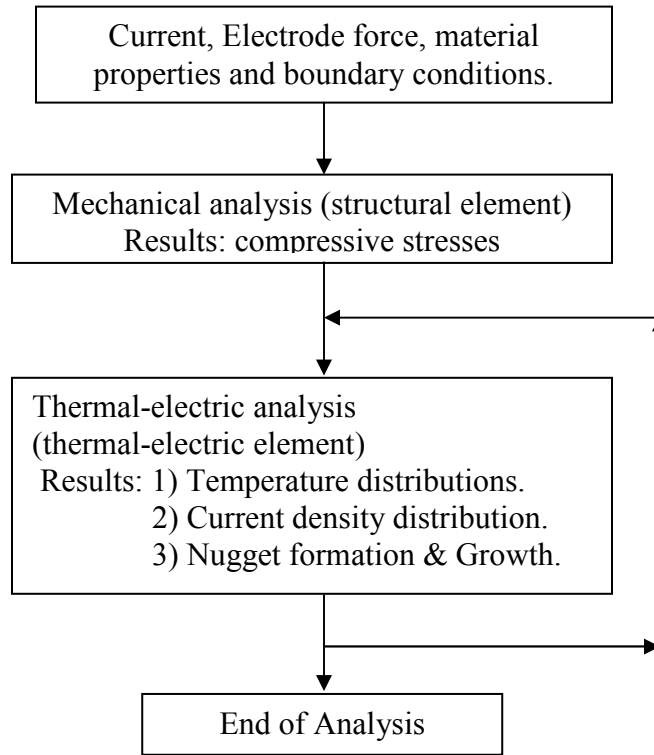 Current, Electrode force, material
properties and boundary conditions.
Mechanical analysis (structural element)
Results: compressive stresses
Thermal-electric analysis
(thermal-electric element)
Results: 1) Temperature distributions.
2) Current density distribution.
3) Nugget formation & Growth.
End of Analysis